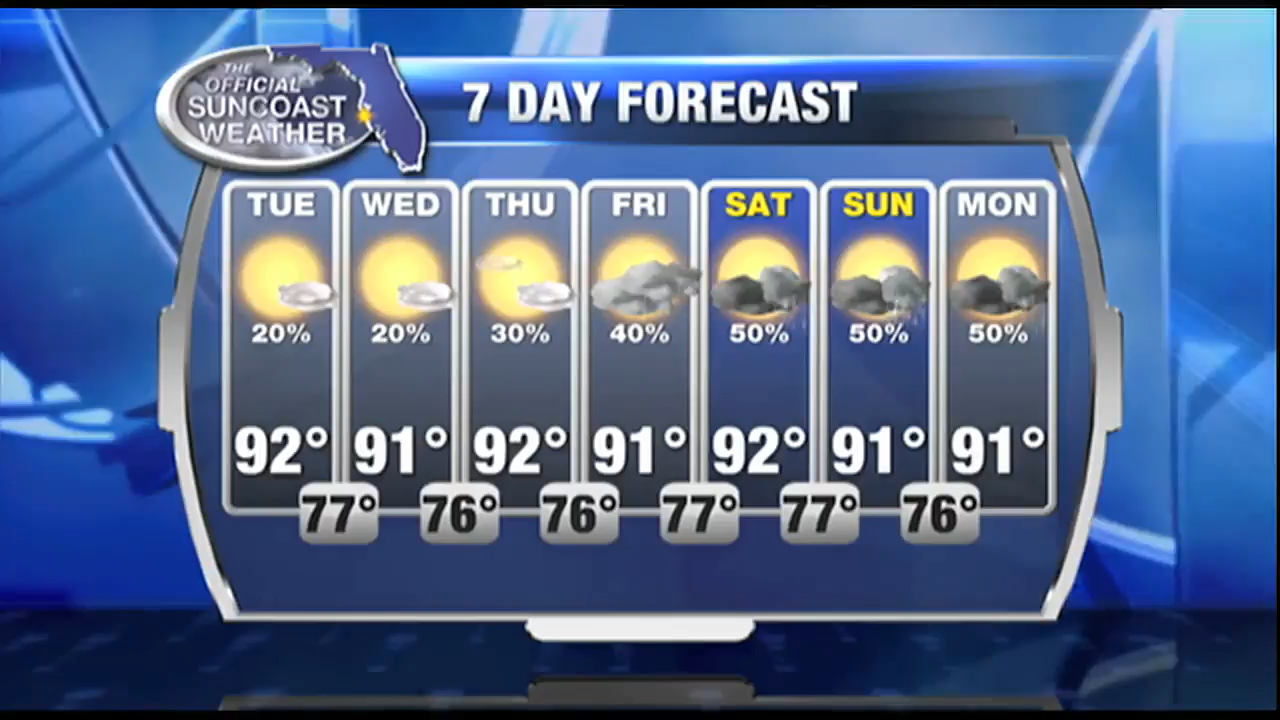 THE
OFFICIAL
SUNCOAST
WEATHER
7 DAY FORECAST
TUE WED THU FRI SAT SUN MON
20% 20% 30% 40% 50% 50% 50%
92° 91° 92° 91° 92° 91° 91°
77° 76° 76° 77° 77° 76°